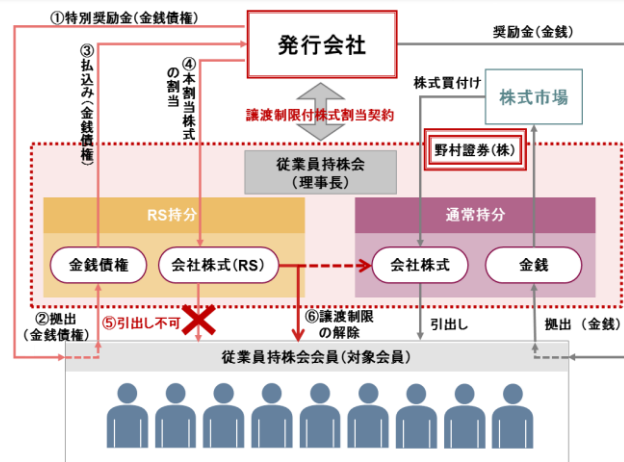 ①特別奨励金(金銭債権)
発行会社
奨励金(金銭)
③払込み(金銭債権)
④本割当株式
の割当
株式買付け
株式市場
譲渡制限付株式割当契約
野村證券(株)
従業員持株会
(理事長)
RS持分
通常持分
金銭債権
会社株式(RS)
会社株式
金銭
②拠出
(金銭債権)
⑤引出し不可
⑥譲渡制限
の解除
引出し
拠出 (金銭)
従業員持株会会員(対象会員)